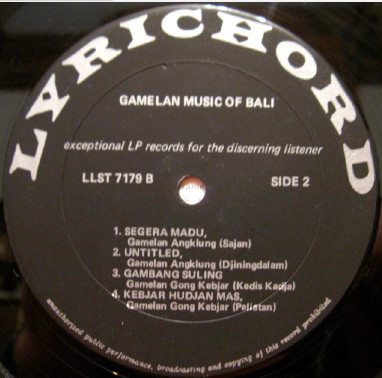 LYRICHORD
GAMELAN MUSIC OF BALI
exceptional LP records for the discerning listener
LLST 7179 B
SIDE 2
1. SEGERA MADU,
Gamelan Angklung (Sajan)
2. UNTITLED,
Gamelan Angklung (Djiningdalam)
3. GAMBANG SULING
Gamelan Gong Kebjar (Kedis Kadja)
4. KEBJAR HUDJAN MAS,
Gamelan Gong Kebjar (Peliatan)
unauthorized public performance, broadcasting and copying of this record prohibited